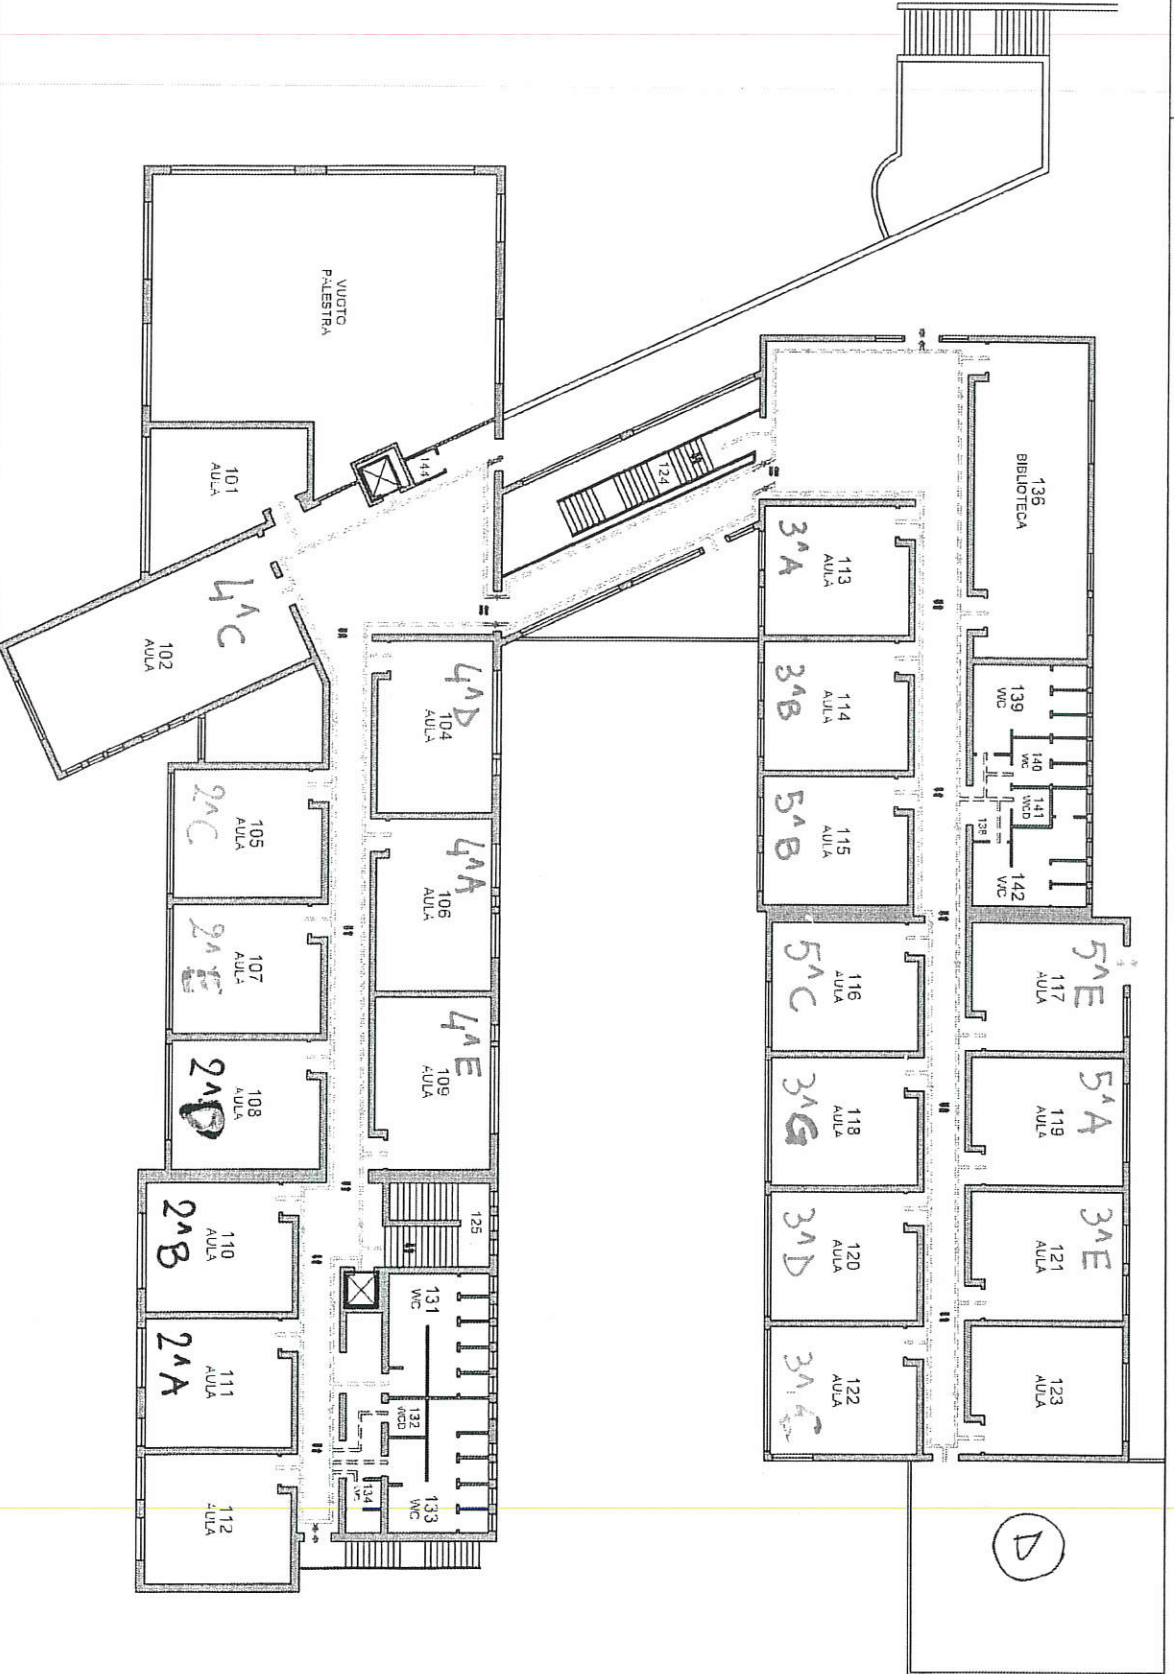 VUOTO
PALESTRA
101
AULA
144
124
4^C
102
AULA
136
BIBLIOTECA
3^A
113
AULA
3^B
114
AULA
5^B
115
AULA
139
WC
140
WC
141
WCD
138
142
WC
4^D
104
AULA
4^A
106
AULA
4^E
109
AULA
2^C
105
AULA
107
AULA
2^D
108
AULA
2^B
110
AULA
2^A
111
AULA
112
AULA
125
131
WC
132
WCD
133
WC
134
WC
5^C
116
AULA
5^E
117
AULA
3^G
118
AULA
5^A
119
AULA
3^D
120
AULA
3^E
121
AULA
122
AULA
123
AULA
D